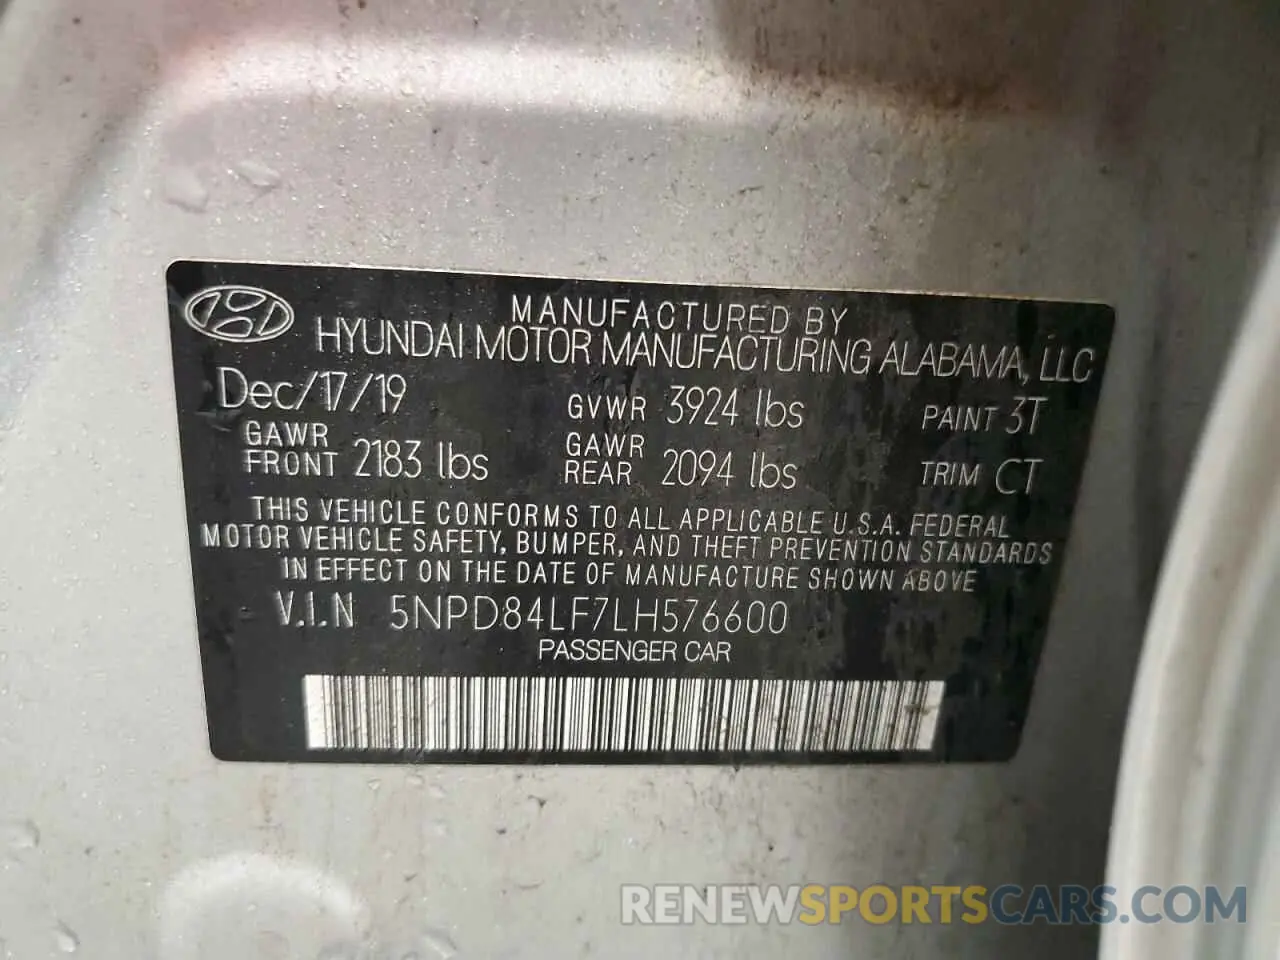 MANUFACTURED BY
HYUNDAI MOTOR MANUFACTURING ALABAMA, LLC
Dec/17/19 GVWR 3924 lbs PAINT 3T
GAWR FRONT 2183 lbs GAWR REAR 2094 lbs TRIM CT
THIS VEHICLE CONFORMS TO ALL APPLICABLE U.S.A. FEDERAL
MOTOR VEHICLE SAFETY, BUMPER, AND THEFT PREVENTION STANDARDS
IN EFFECT ON THE DATE OF MANUFACTURE SHOWN ABOVE
V.I.N 5NPD84LF7LH576600
PASSENGER CAR
RENEWSPORTSCARS.COM